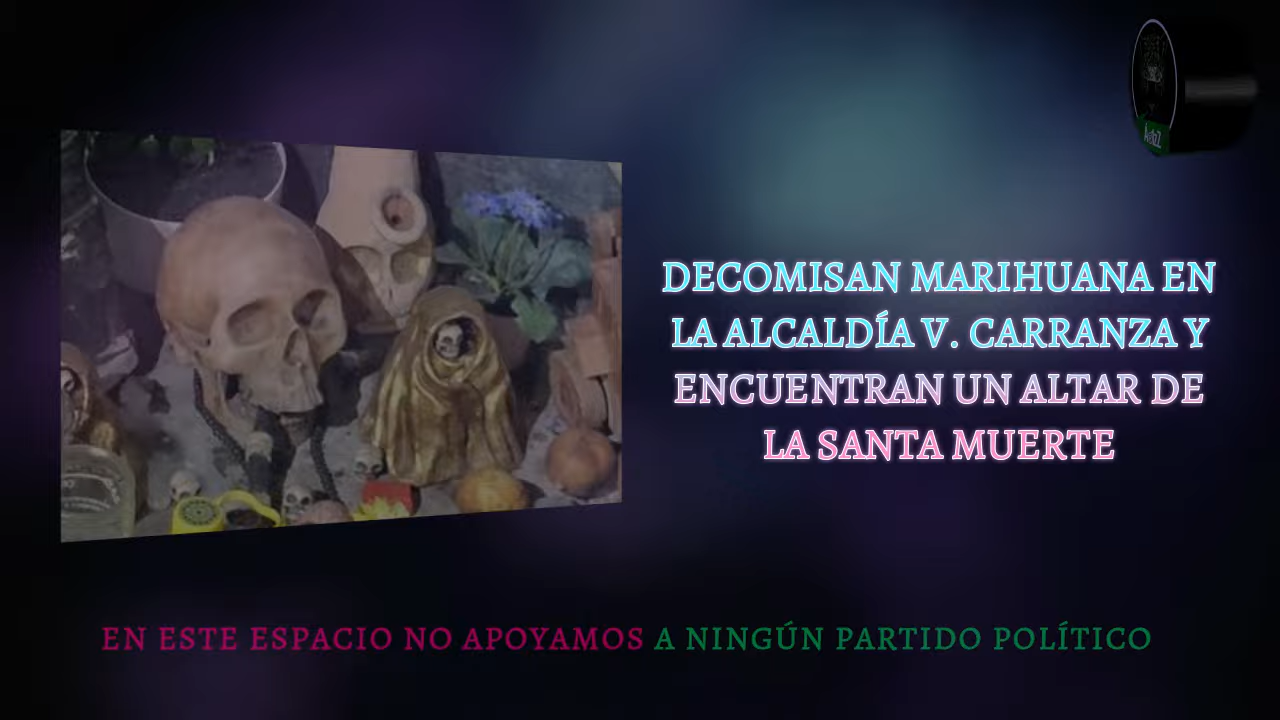 DECOMISAN MARIHUANA EN
LA ALCALDÍA V. CARRANZA Y
ENCUENTRAN UN ALTAR DE
LA SANTA MUERTE
EN ESTE ESPACIO NO APOYAMOS A NINGÚN PARTIDO POLÍTICO